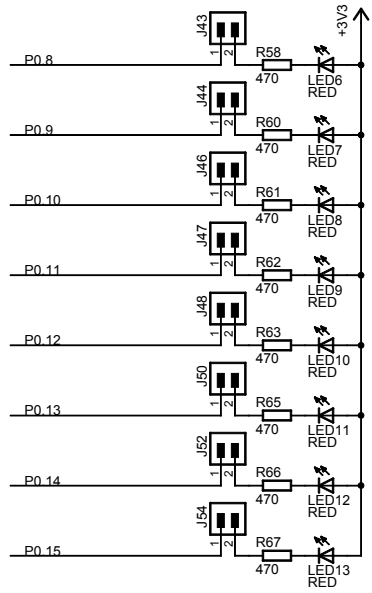 +3V3
J43
1 2
P0.8
R58
470
LED6
RED
J44
1 2
P0.9
R60
470
LED7
RED
J46
1 2
P0.10
R61
470
LED8
RED
J47
1 2
P0.11
R62
470
LED9
RED
J48
1 2
P0.12
R63
470
LED10
RED
J50
1 2
P0.13
R65
470
LED11
RED
J52
1 2
P0.14
R66
470
LED12
RED
J54
1 2
P0.15
R67
470
LED13
RED